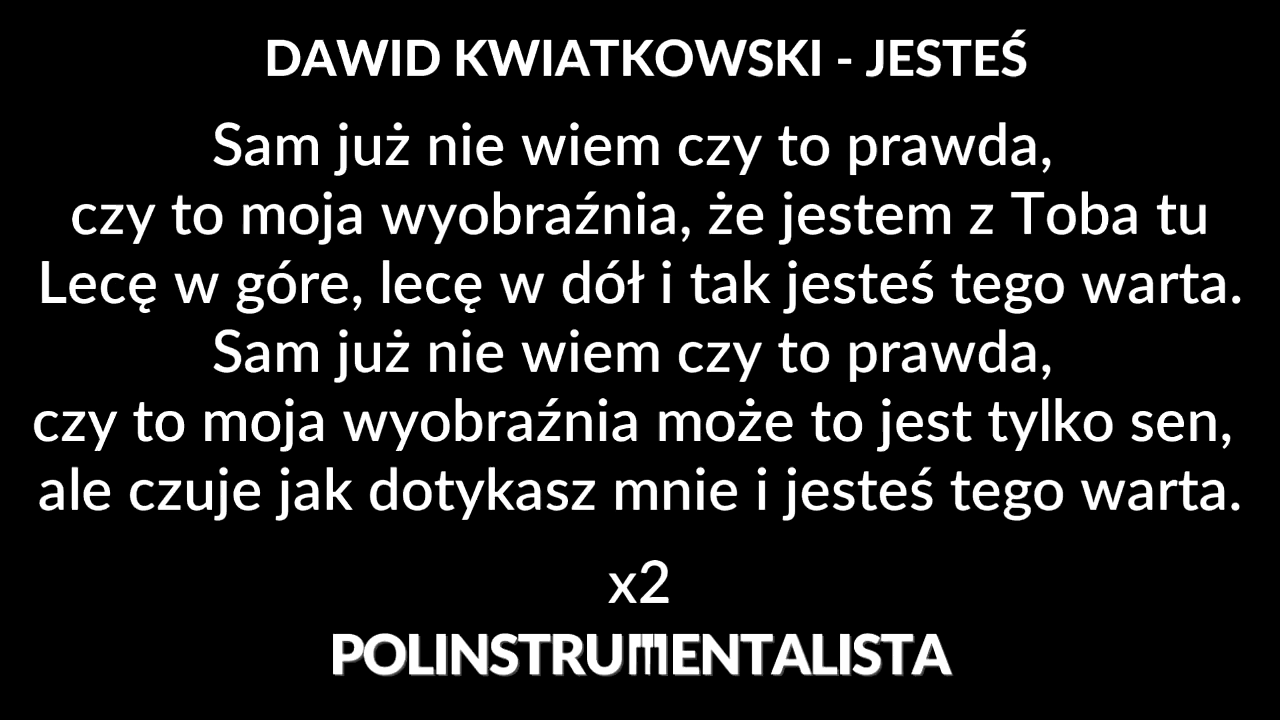 DAWID KWIATKOWSKI - JESTEŚ
Sam już nie wiem czy to prawda,
czy to moja wyobraźnia, że jestem z Toba tu
Lecę w góre, lecę w dół i tak jesteś tego warta.
Sam już nie wiem czy to prawda,
czy to moja wyobraźnia może to jest tylko sen,
ale czuje jak dotykasz mnie i jesteś tego warta.
x2
POLINSTRUMENTALISTA